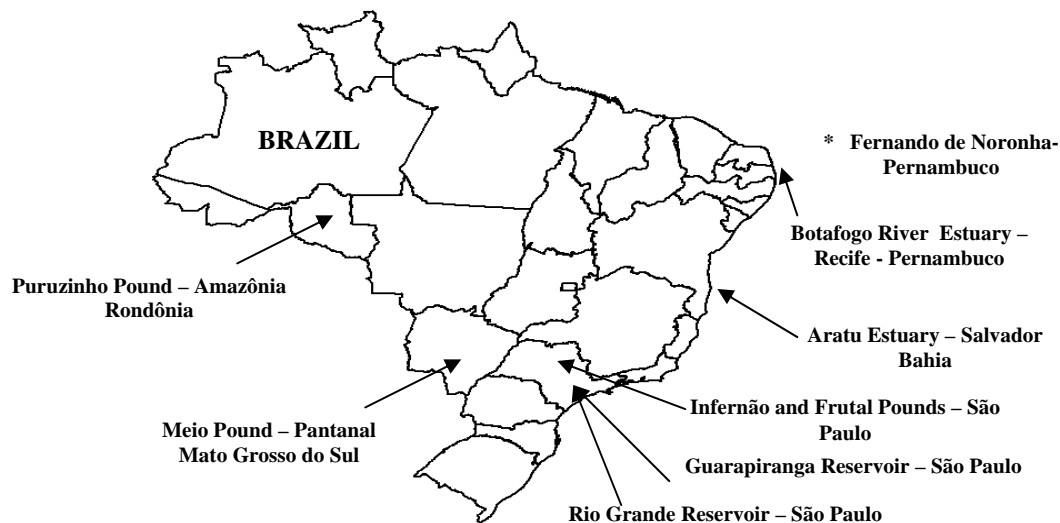 BRAZIL
* Fernando de Noronha-
Pernambuco
Botafogo River Estuary –
Recife - Pernambuco
Puruzinho Pound – Amazônia
Rondônia
Aratu Estuary – Salvador
Bahia
Infernão and Frutal Pounds – São
Paulo
Meio Pound – Pantanal
Mato Grosso do Sul
Guarapiranga Reservoir – São Paulo
Rio Grande Reservoir – São Paulo